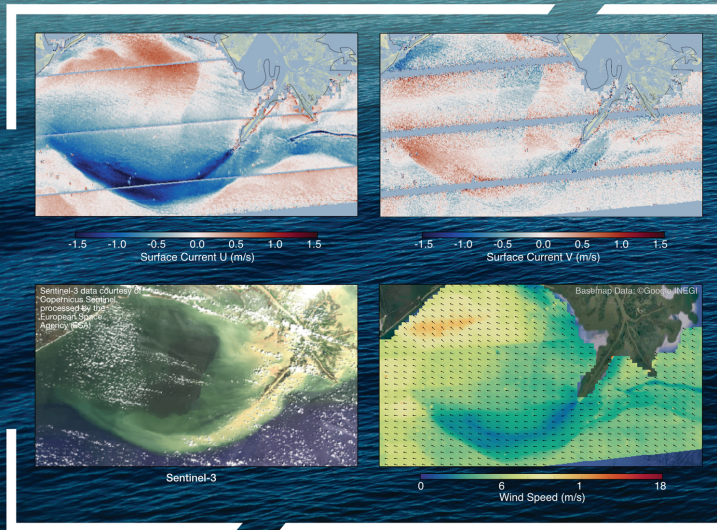 -1.5 -1.0 -0.5 0.0 0.5 1.0 1.5
Surface Current U (m/s)
-1.5 -1.0 -0.5 0.0 0.5 1.0 1.5
Surface Current V (m/s)
Sentinel-3 data courtesy of
Copernicus Sentinel,
processed by the
European Space
Agency (ESA)
Basemap Data: ©Google, INEGI
Sentinel-3
0 6 1 18
Wind Speed (m/s)